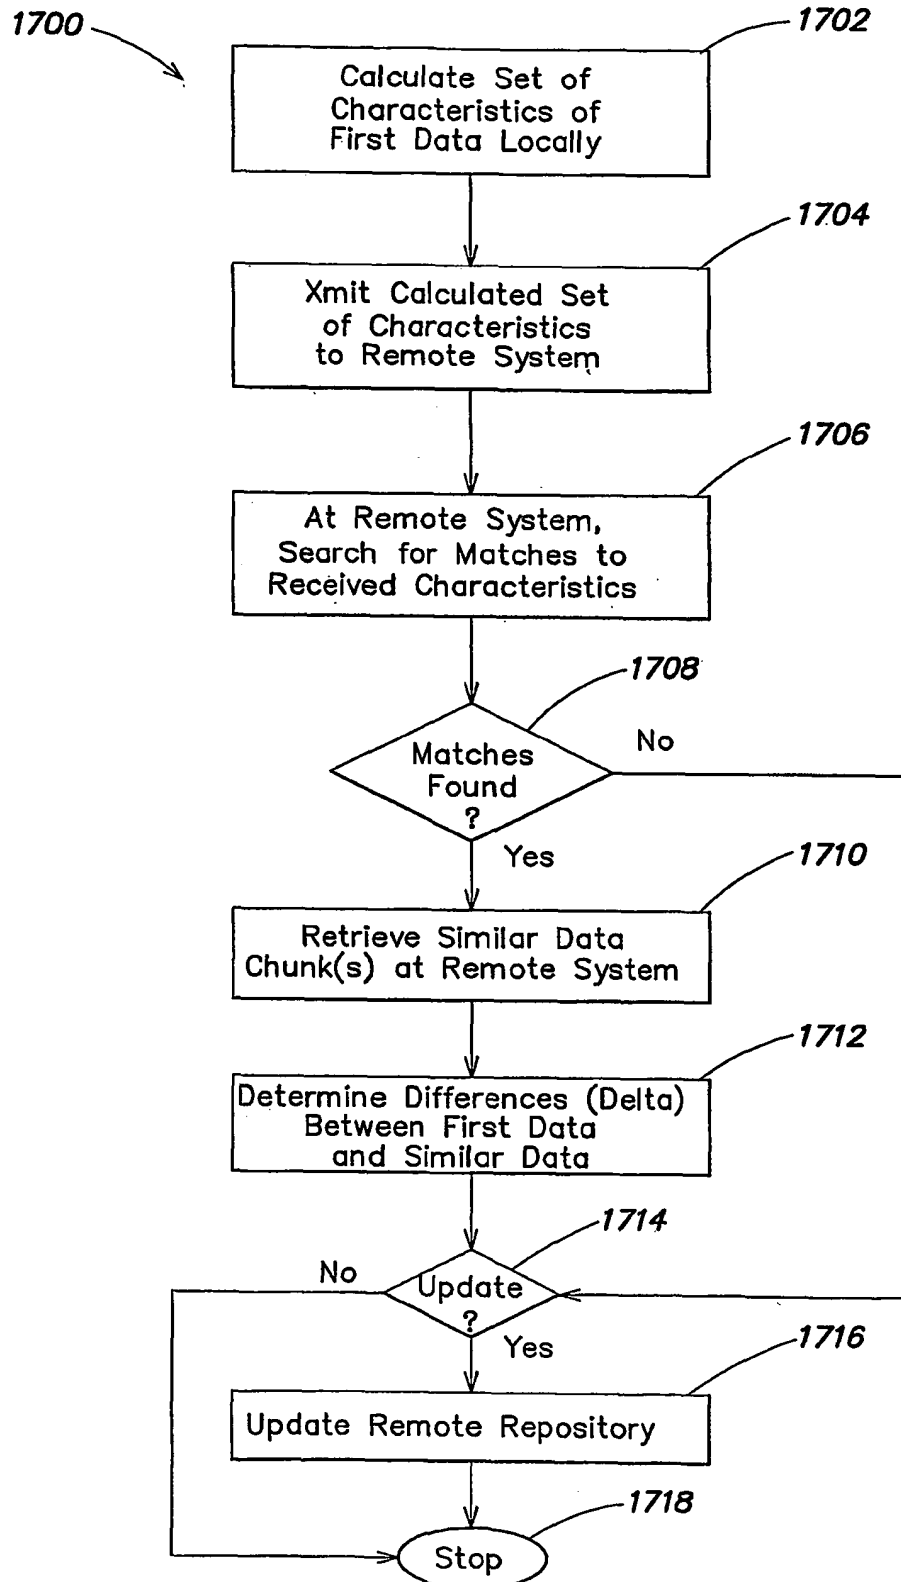 1700
1702
Calculate Set of
Characteristics of
First Data Locally
1704
Xmit Calculated Set
of Characteristics
to Remote System
1706
At Remote System,
Search for Matches to
Received Characteristics
1708
Matches
Found
?
No
Yes
1710
Retrieve Similar Data
Chunk(s) at Remote System
1712
Determine Differences (Delta)
Between First Data
and Similar Data
1714
No
Update
?
Yes
1716
Update Remote Repository
1718
Stop